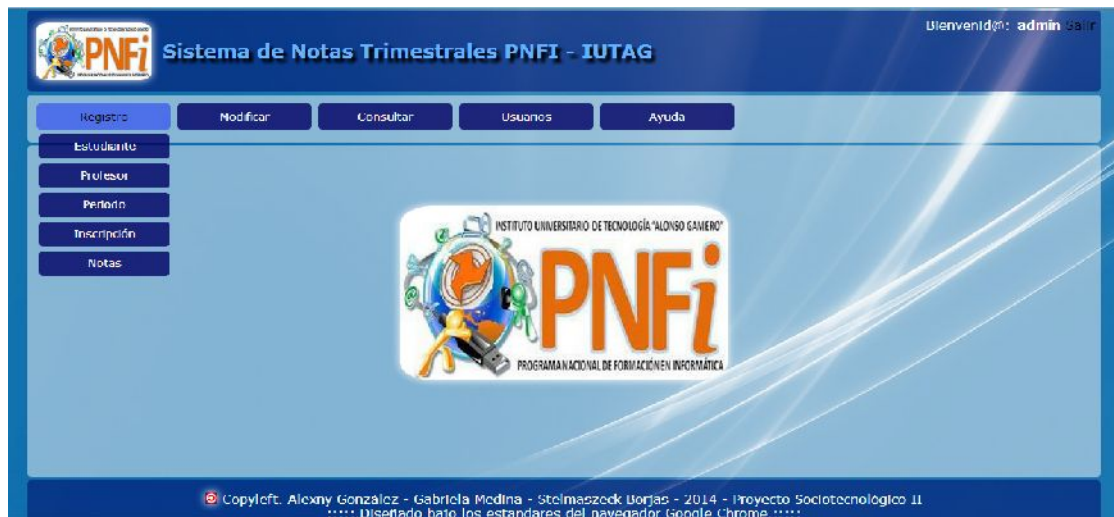 Bienvenid@: admin Salir
PNFi
Sistema de Notas Trimestrales PNFI - IUTAG
Registro Modificar Consultar Usuarios Ayuda
Estudiante
Profesor
Periodo
Inscripción
Notas
INSTITUTO UNIVERSITARIO DE TECNOLOGÍA "ALONSO GAMERO"
PNFi
PROGRAMA NACIONAL DE FORMACIÓN EN INFORMÁTICA
Copyleft. Alexny González - Gabriela Medina - Stelmaszeck Borjas - 2014 - Proyecto Sociotecnológico II
::::: Diseñado bajo los estandares del navegador Google Chrome :::::